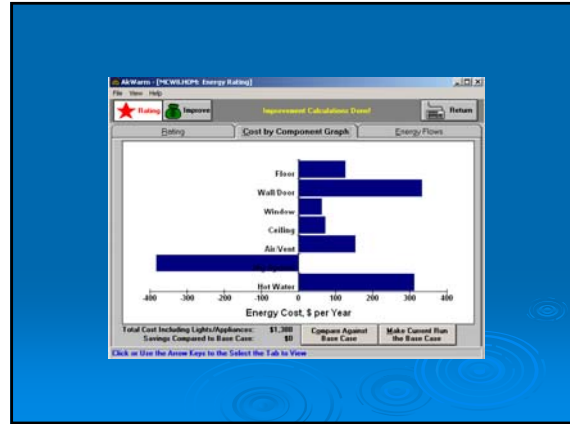 AkWarm - [MCWILHOM: Energy Rating]
File View Help
Rating Improve Improvement Calculations Done! Return
Rating Cost by Component Graph Energy Flows
Floor
Wall/Door
Window
Ceiling
Air/Vent
Hot Water
-400 -300 -200 -100 0 100 200 300 400
Energy Cost, $ per Year
Total Cost Including Lights/Appliances: $1,308
Savings Compared to Base Case: $0
Compare Against
Base Case
Make Current Run
the Base Case
Click or Use the Arrow Keys to the Select the Tab to View